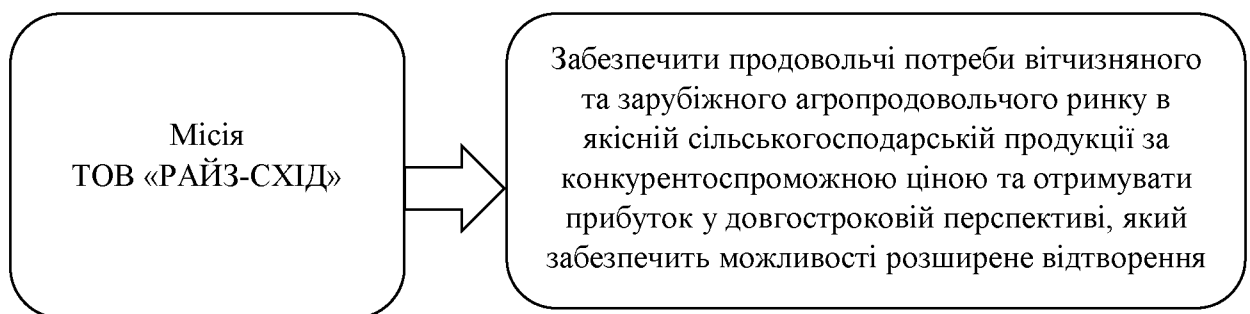 Місія
ТОВ «РАЙЗ-СХІД»
Забезпечити продовольчі потреби вітчизняного
та зарубіжного агропродовольчого ринку в
якісній сільськогосподарській продукції за
конкурентоспроможною ціною та отримувати
прибуток у довгостроковій перспективі, який
забезпечить можливості розширене відтворення